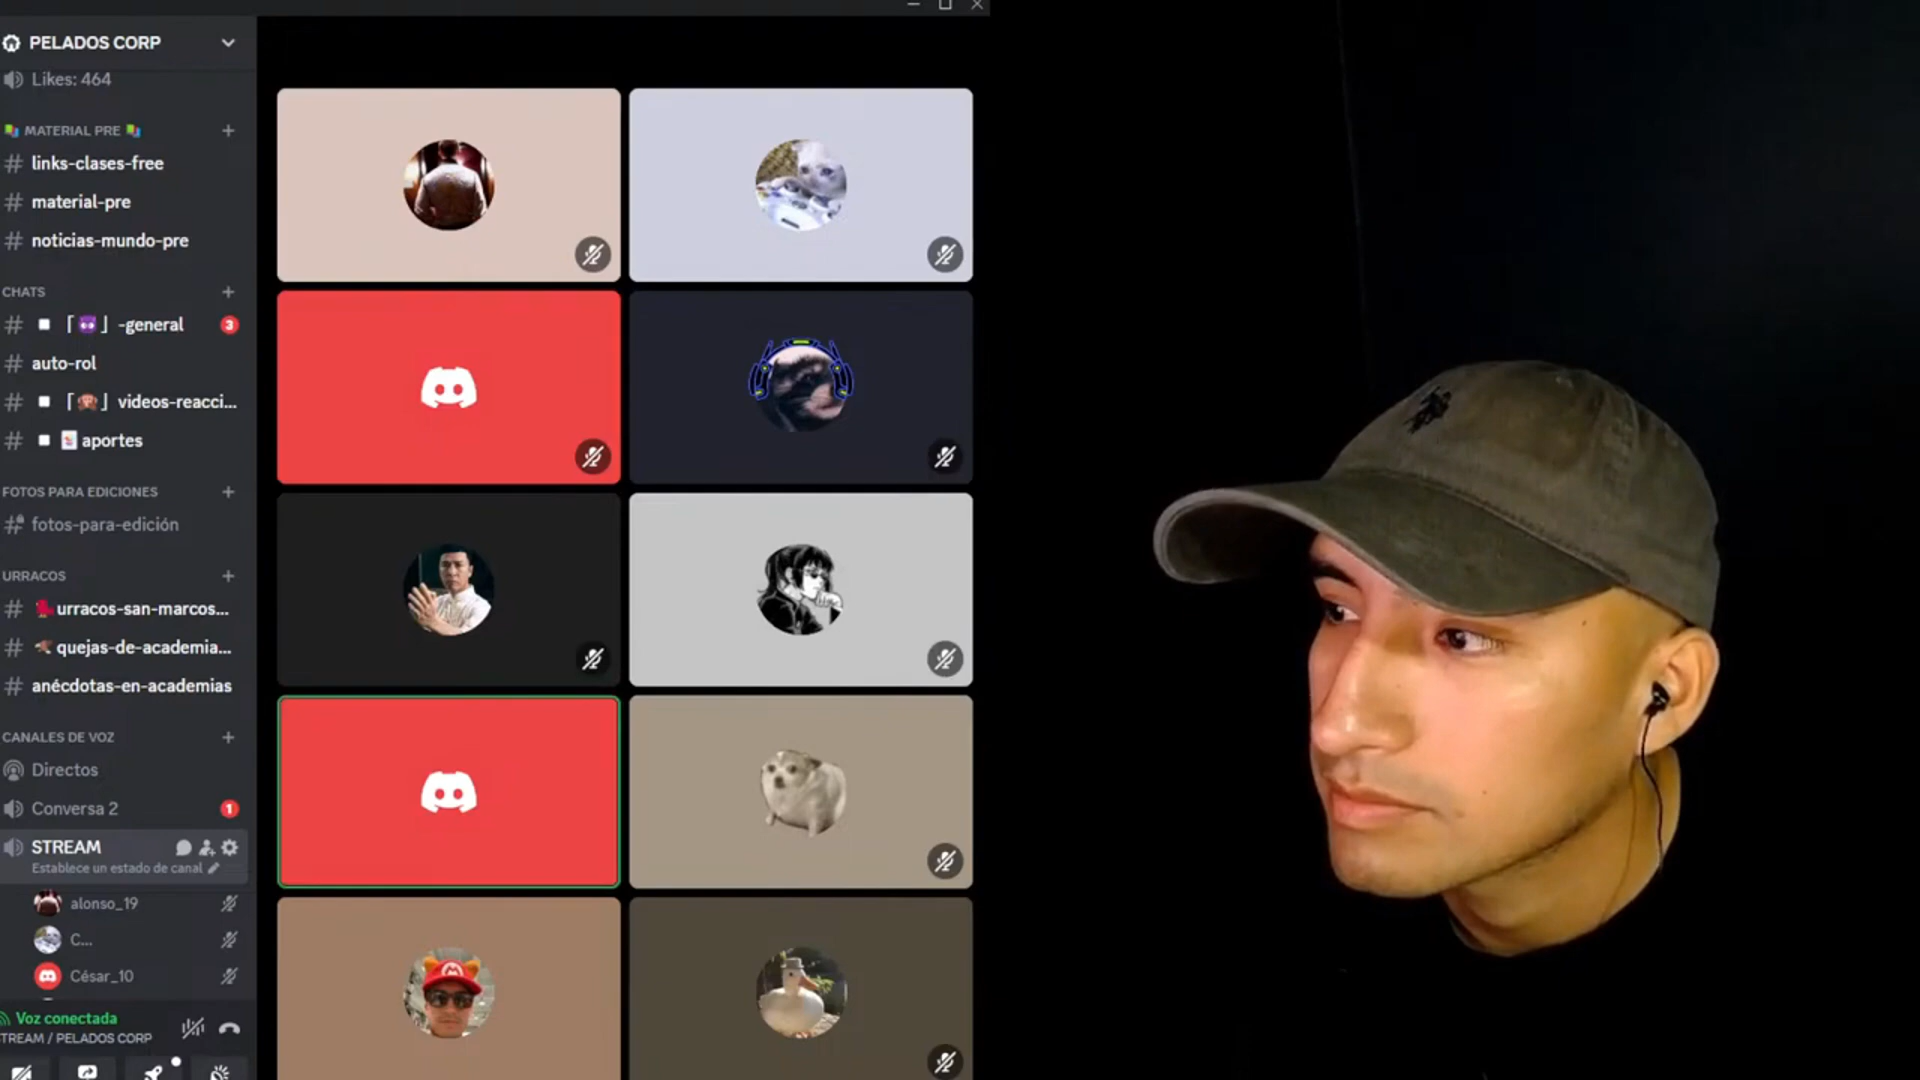 PELADOS CORP
Likes: 464
MATERIAL PRE
# links-clases-free
# material-pre
# noticias-mundo-pre
CHATS
# ⌈😈⌋ -general 3
# auto-rol
# ⌈🙊⌋ videos-reacci...
# 🃏 aportes
FOTOS PARA EDICIONES
# fotos-para-edición
URRACOS
# urracos-san-marcos...
# quejas-de-academia...
# anécdotas-en-academias
CANALES DE VOZ
Directos
Conversa 2 1
STREAM
Establece un estado de canal
alonso_19
C...
César_10
Voz conectada
STREAM / PELADOS CORP
M